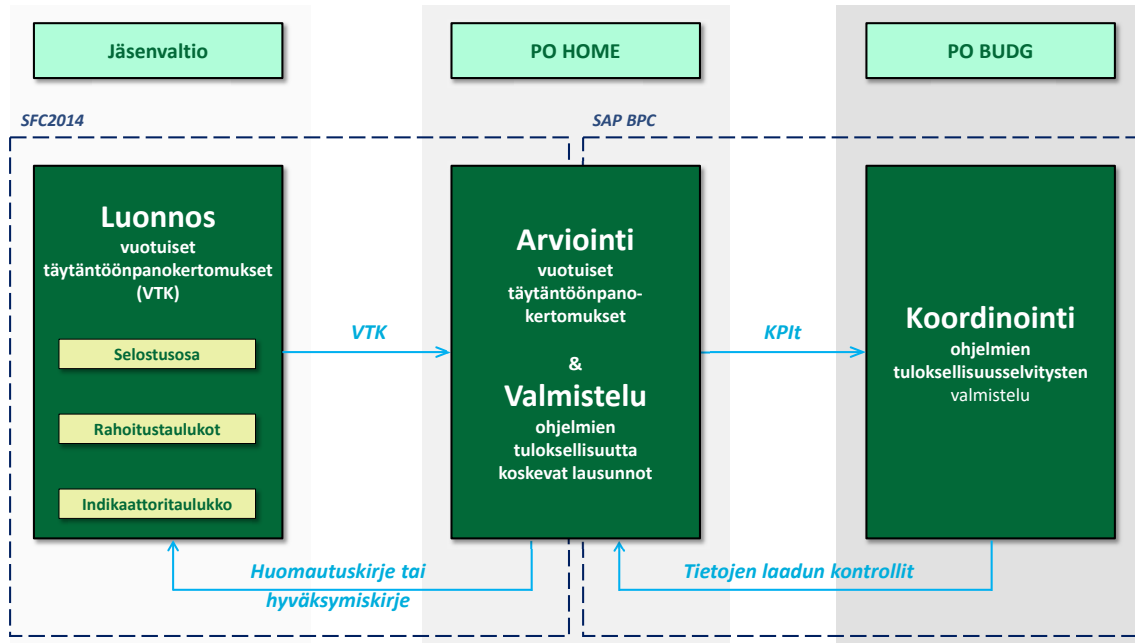 Jäsenvaltio
PO HOME
PO BUDG
SFC2014
SAP BPC
Luonnos
vuotuiset
täytäntöönpanokertomukset
(VTK)
Selostusosa
Rahoitustaulukot
Indikaattoritaulukko
VTK
Arviointi
vuotuiset
täytäntöönpano-
kertomukset
&
Valmistelu
ohjelmien
tuloksellisuutta
koskevat lausunnot
KPIt
Koordinointi
ohjelmien
tuloksellisuusselvitysten
valmistelu
Huomautuskirje tai
hyväksymiskirje
Tietojen laadun kontrollit